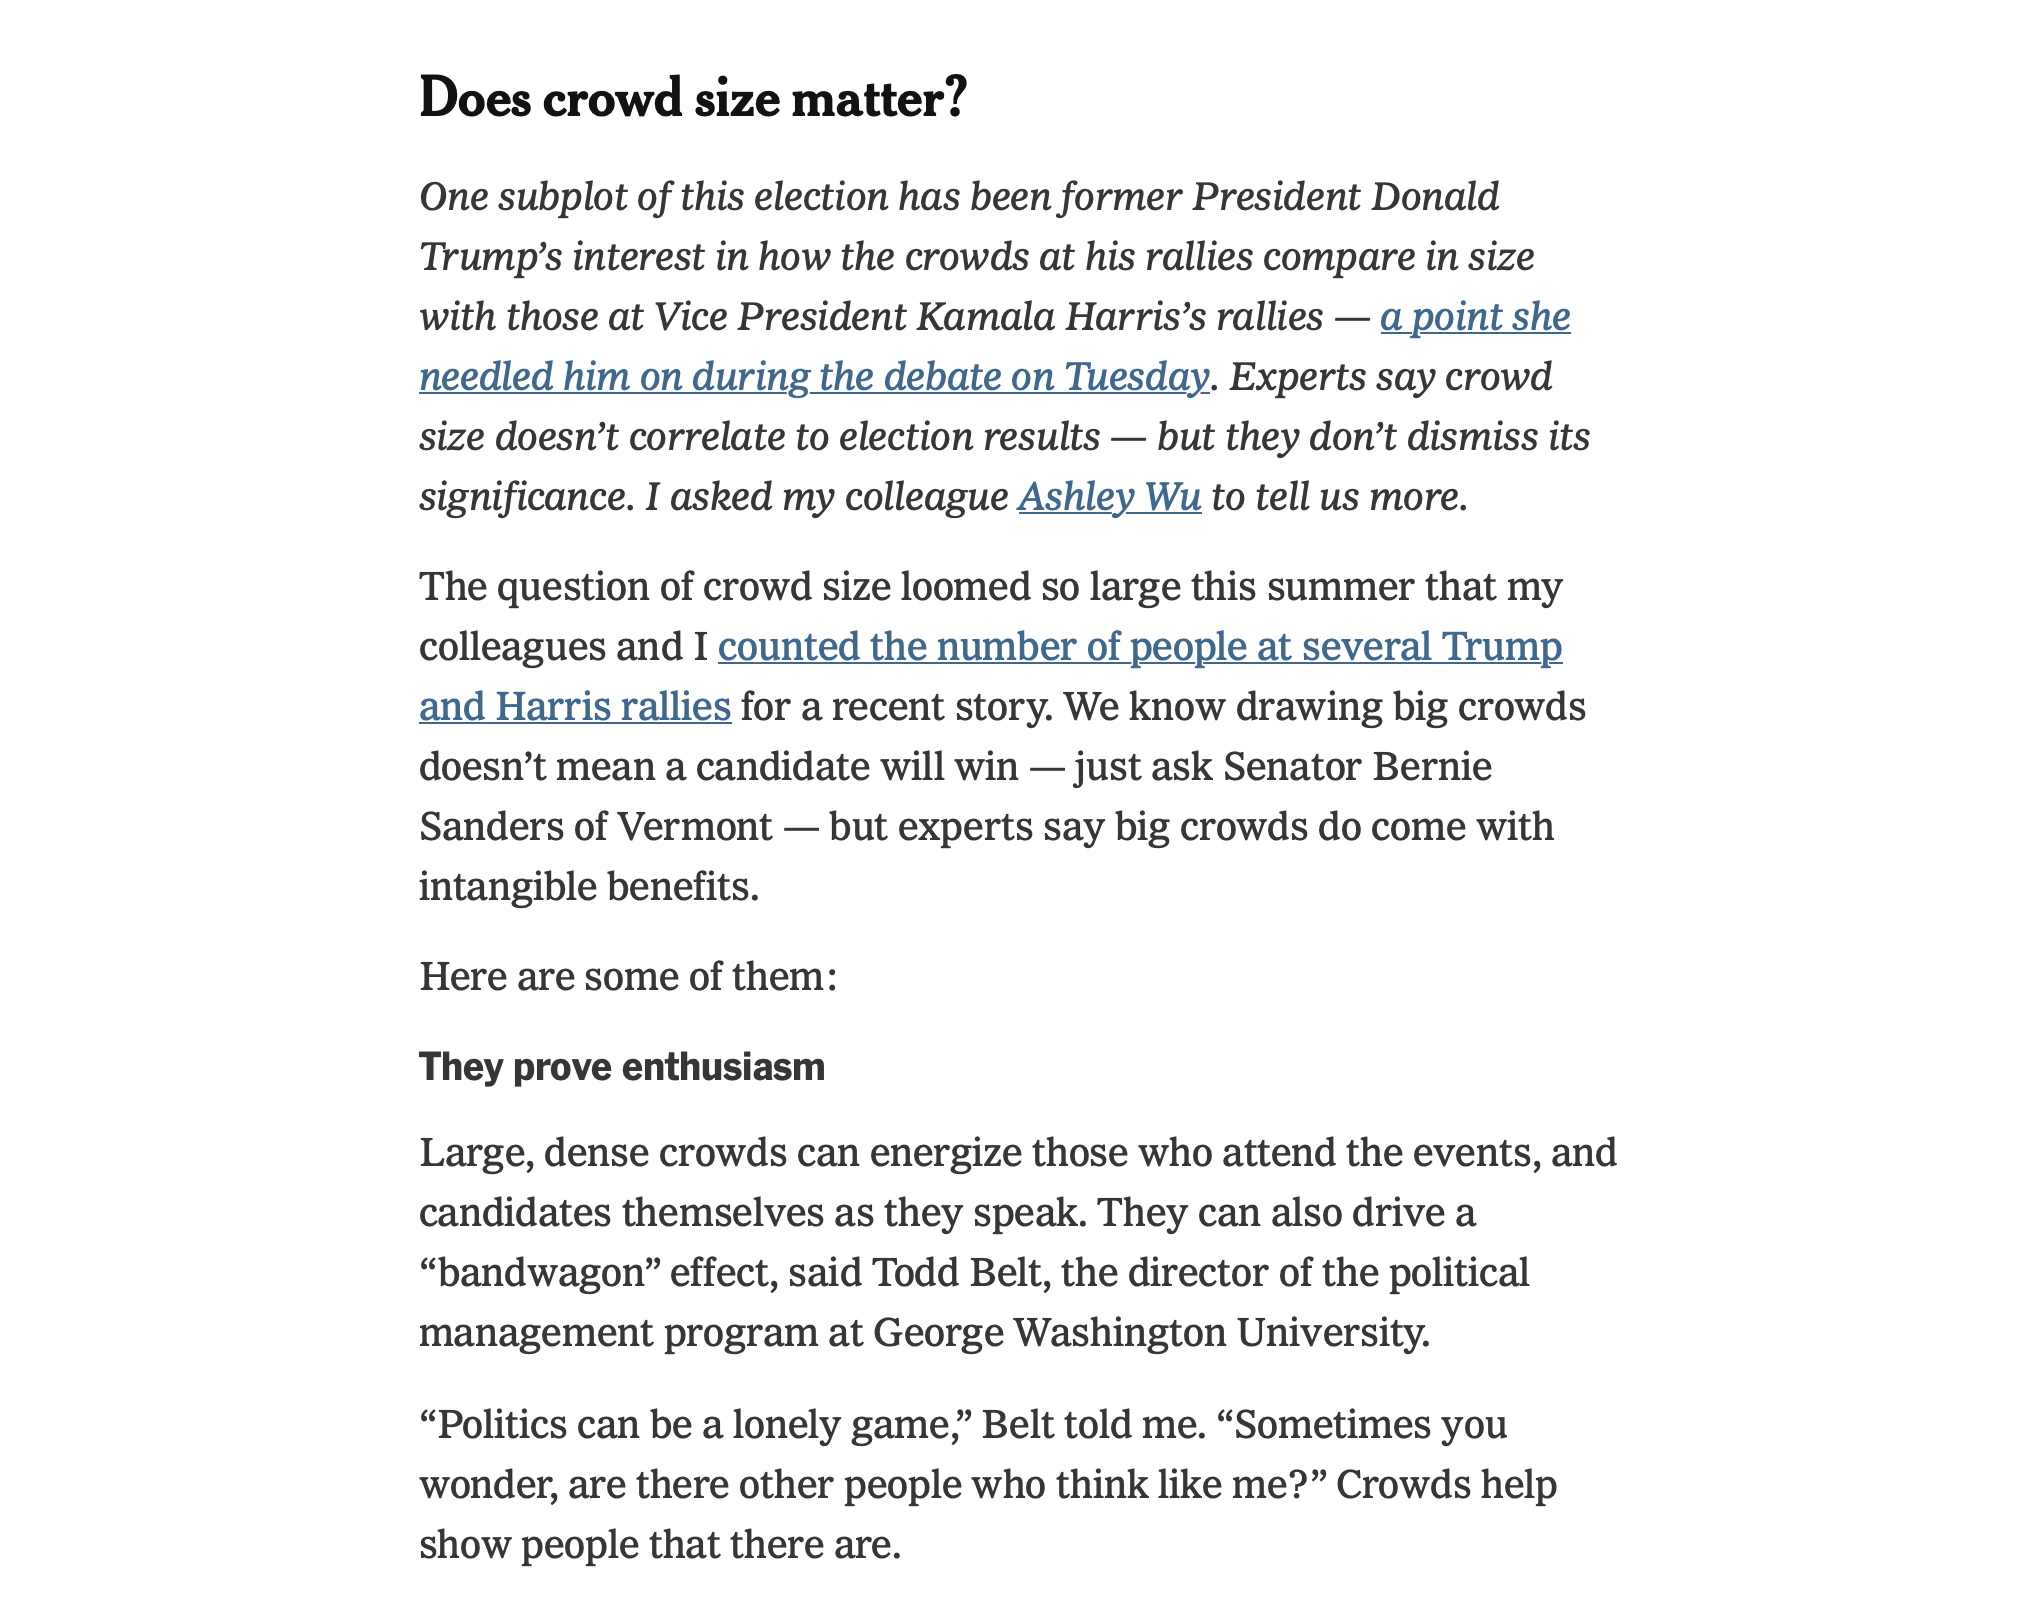 Does crowd size matter?
One subplot of this election has been former President Donald
Trump’s interest in how the crowds at his rallies compare in size
with those at Vice President Kamala Harris’s rallies — a point she
needled him on during the debate on Tuesday. Experts say crowd
size doesn’t correlate to election results — but they don’t dismiss its
significance. I asked my colleague Ashley Wu to tell us more.
The question of crowd size loomed so large this summer that my
colleagues and I counted the number of people at several Trump
and Harris rallies for a recent story. We know drawing big crowds
doesn’t mean a candidate will win — just ask Senator Bernie
Sanders of Vermont — but experts say big crowds do come with
intangible benefits.
Here are some of them:
They prove enthusiasm
Large, dense crowds can energize those who attend the events, and
candidates themselves as they speak. They can also drive a
“bandwagon” effect, said Todd Belt, the director of the political
management program at George Washington University.
“Politics can be a lonely game,” Belt told me. “Sometimes you
wonder, are there other people who think like me?” Crowds help
show people that there are.